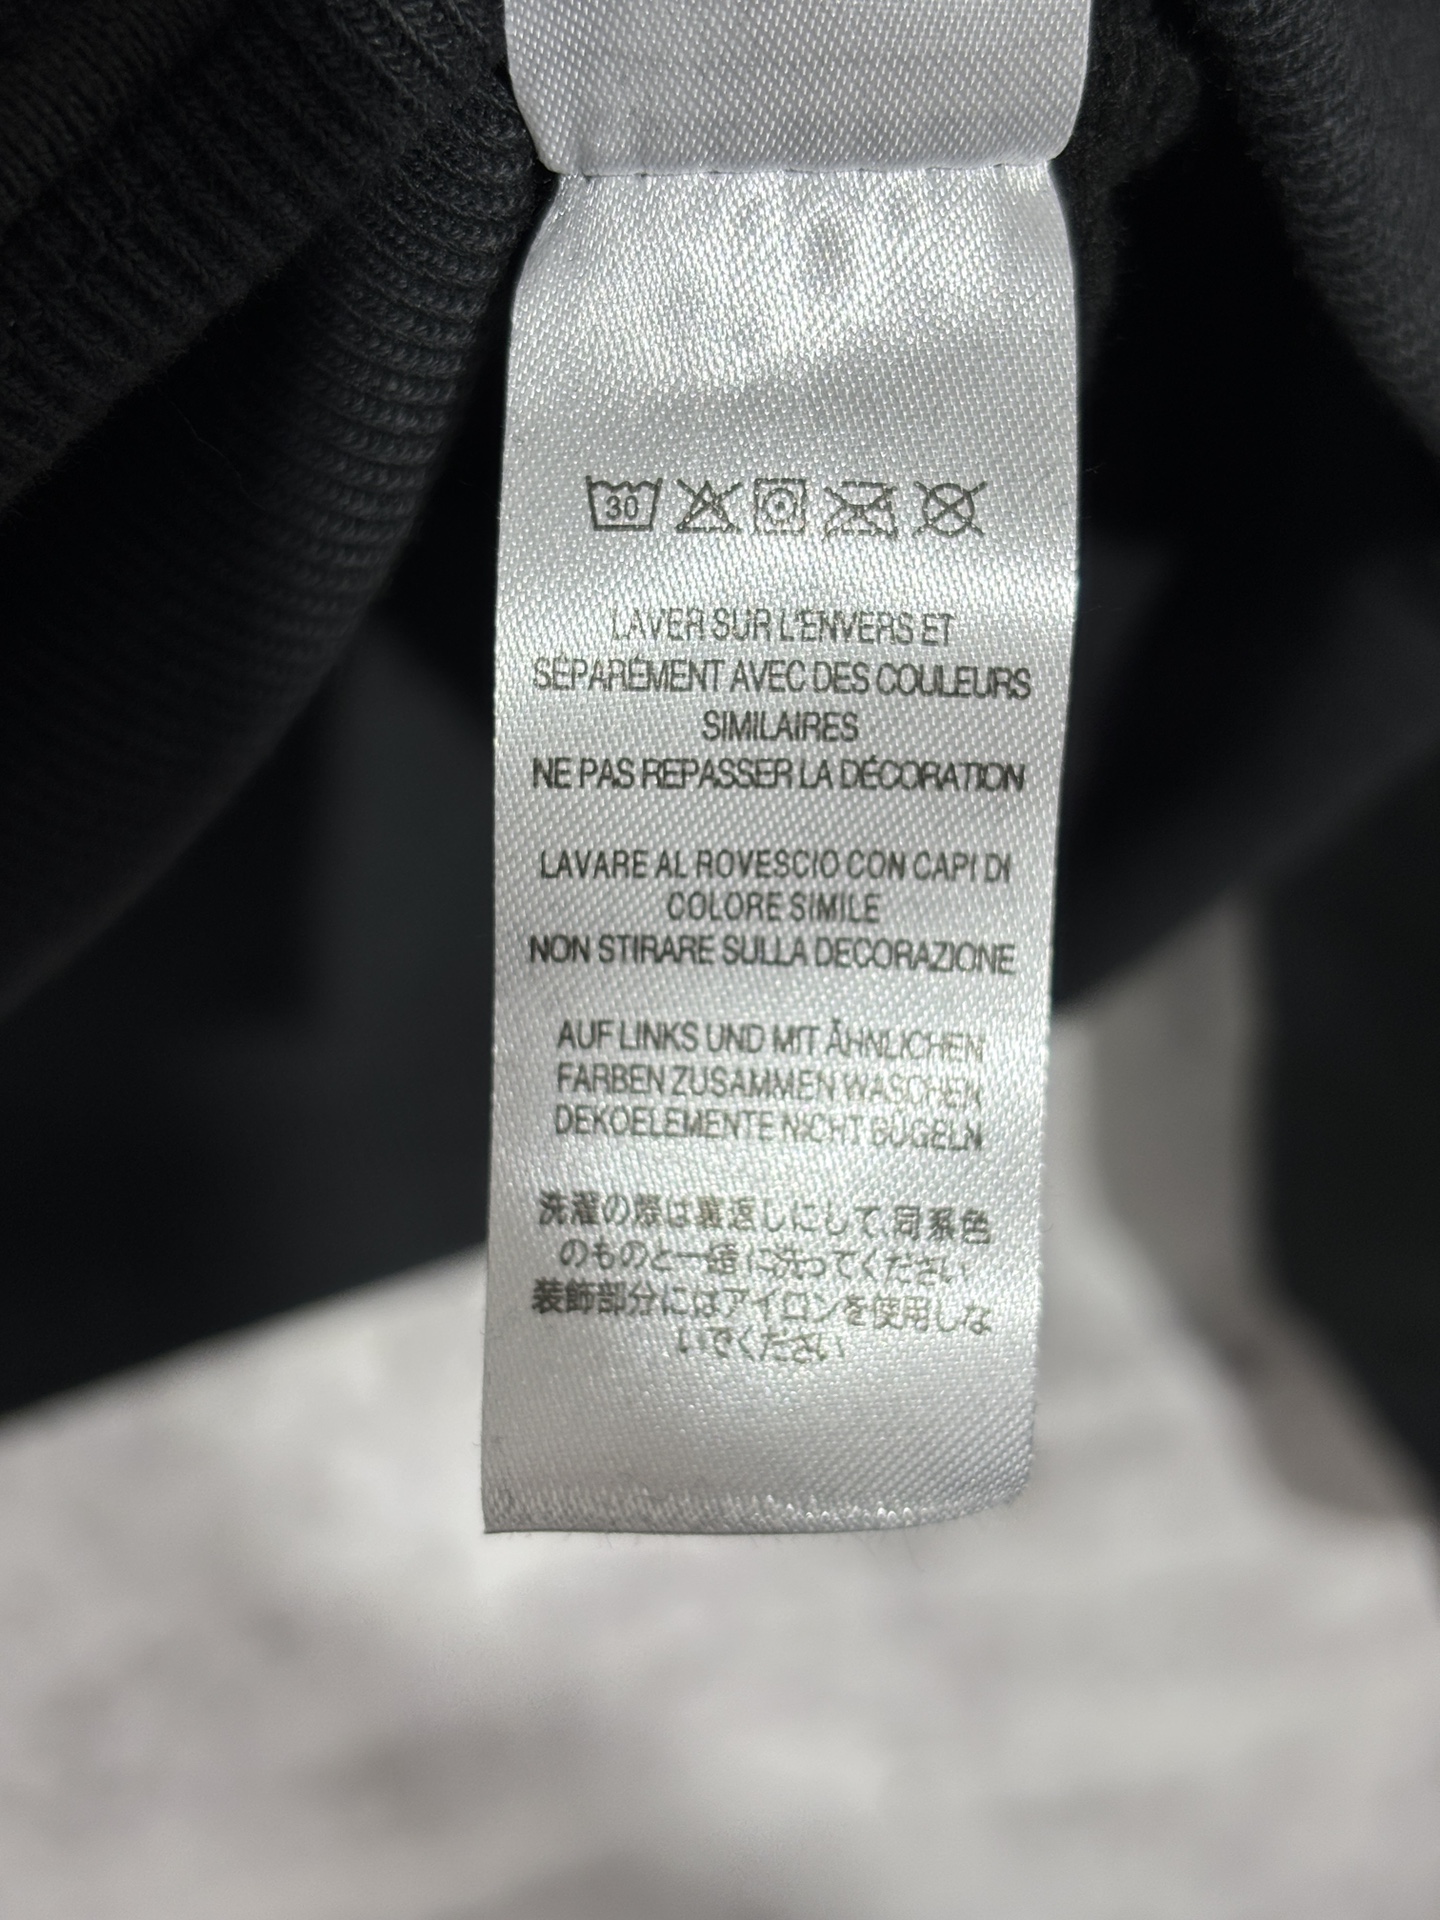 30
LAVER SUR L'ENVERS ET
SÉPARÉMENT AVEC DES COULEURS
SIMILAIRES
NE PAS REPASSER LA DÉCORATION
LAVARE AL ROVESCIO CON CAPI DI
COLORE SIMILE
NON STIRARE SULLA DECORAZIONE
AUF LINKS UND MIT ÄHNLICHEN
FARBEN ZUSAMMEN WASCHEN
DEKOELEMENTE NICHT BÜGELN
洗濯の際は裏返しにして、同系色
のものと一緒に洗ってください
装飾部分にはアイロンを使用しな
いでください